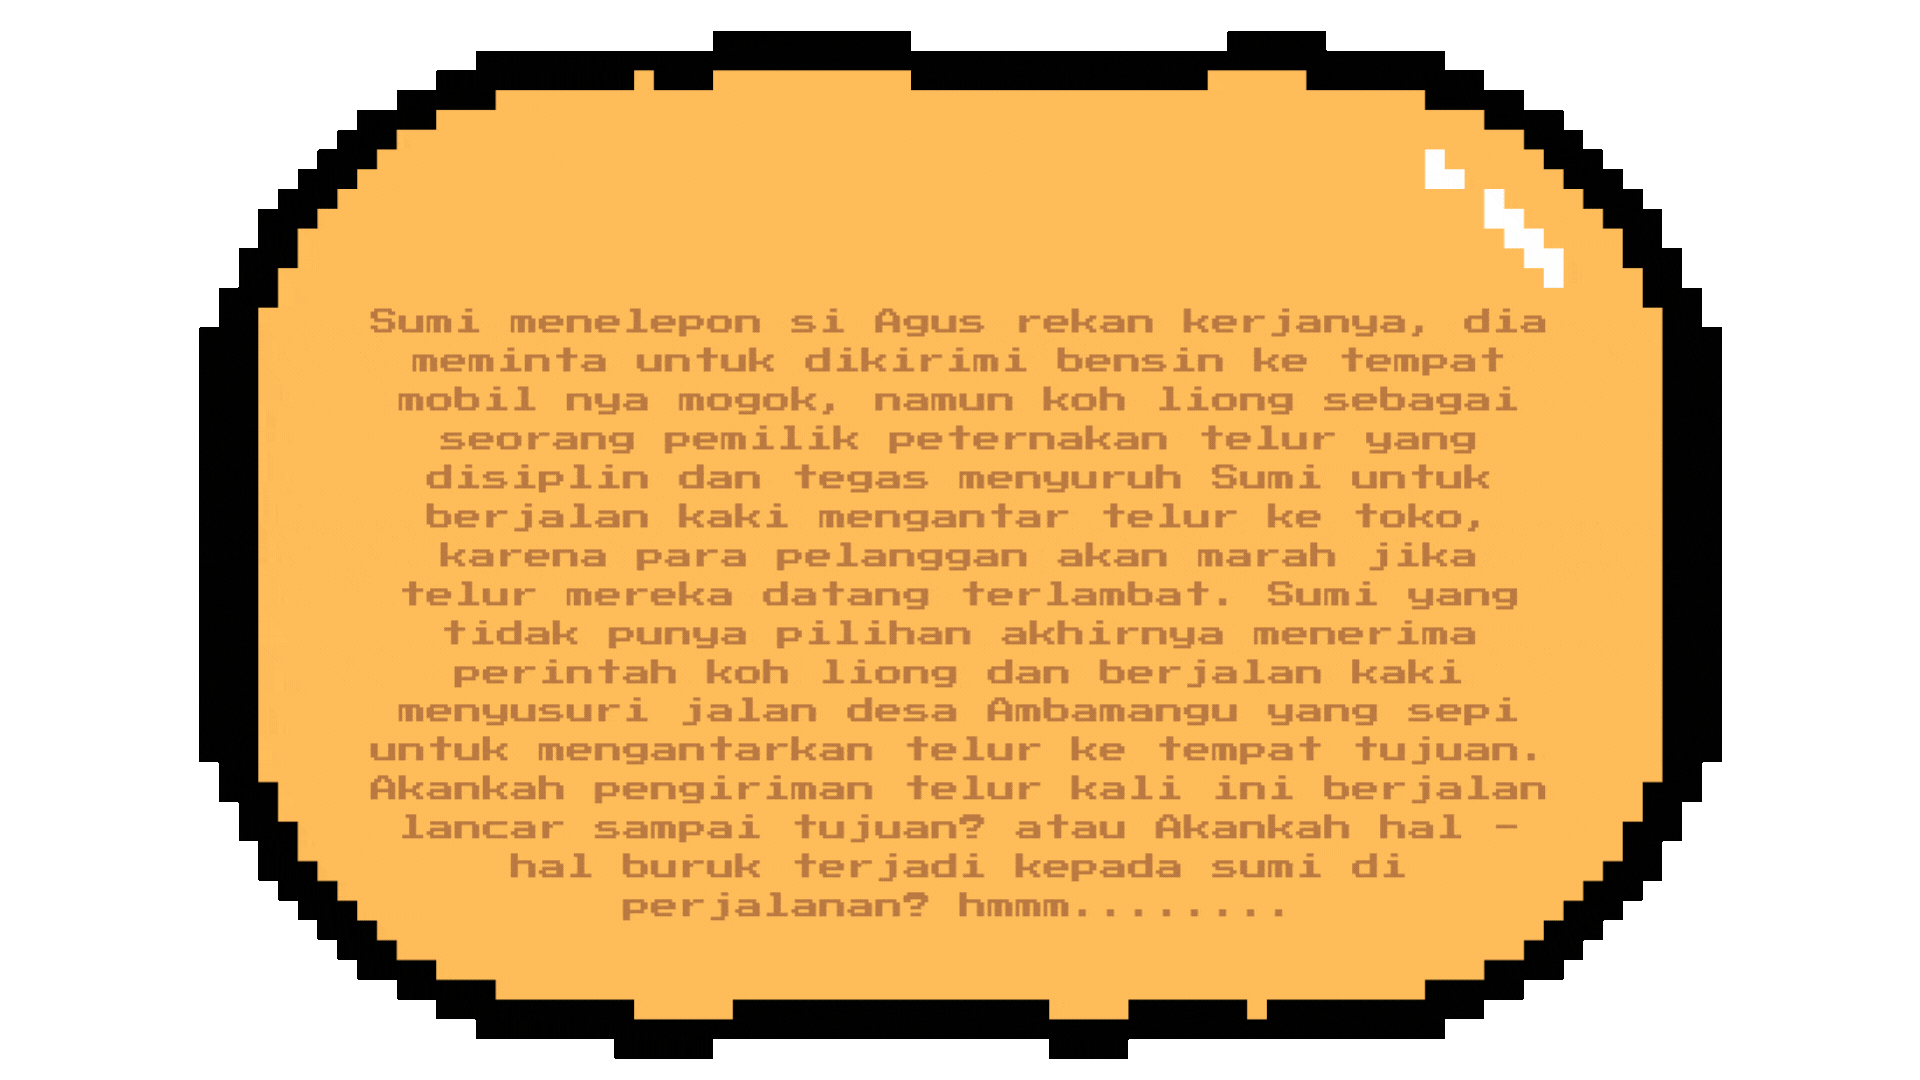 Sumi menelepon si Agus rekan kerjanya, dia
meminta untuk dikirimi bensin ke tempat
mobil nya mogok, namun koh liong sebagai
seorang pemilik peternakan telur yang
disiplin dan tegas menyuruh Sumi untuk
berjalan kaki mengantar telur ke toko,
karena para pelanggan akan marah jika
telur mereka datang terlambat. Sumi yang
tidak punya pilihan akhirnya menerima
perintah koh liong dan berjalan kaki
menyusuri jalan desa Ambamangu yang sepi
untuk mengantarkan telur ke tempat tujuan.
Akankah pengiriman telur kali ini berjalan
lancar sampai tujuan? atau Akankah hal -
hal buruk terjadi kepada sumi di
perjalanan? hmmm........